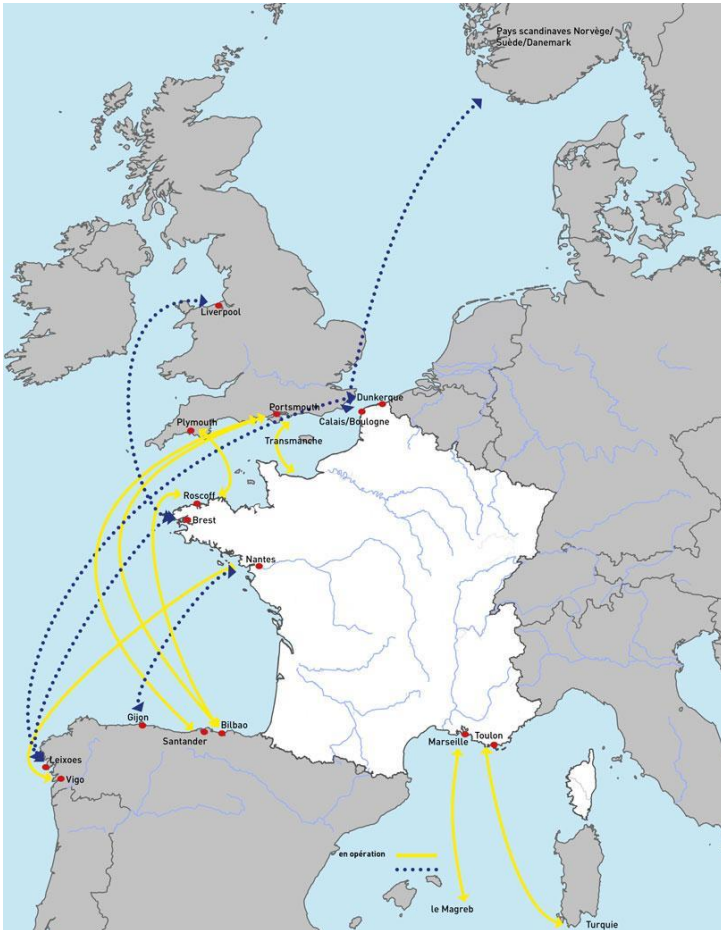 Pays scandinaves Norvège/
Suède/Danemark
Liverpool
Dunkerque
Portsmouth
Calais/Boulogne
Plymouth
Transmanche
Roscoff
Brest
Nantes
Gijon
Bilbao
Santander
Marseille
Toulon
Leixoes
Vigo
en opération
le Magreb
Turquie